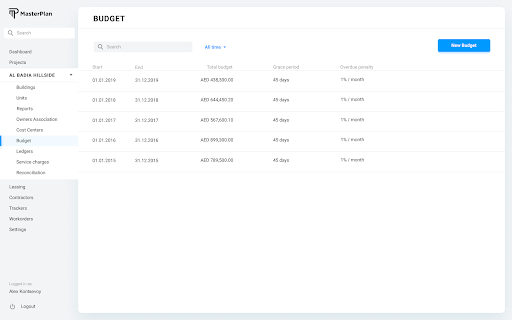 MasterPlan
Search
Dashboard
Projects
AL BADIA HILLSIDE
Buildings
Units
Reports
Owners Association
Cost Centers
Budget
Ledgers
Service charges
Reconciliation
Leasing
Contractors
Trackers
Workorders
Settings
Logged in as
Alex Kontsevoy
Logout
BUDGET
Search
All time
New Budget
Start End Total budget Grace period Overdue penalty
01.01.2019 31.12.2019 AED 438,300.00 45 days 1% / month
01.01.2018 31.12.2018 AED 644,450.20 45 days 1% / month
01.01.2017 31.12.2017 AED 567,600.10 45 days 1% / month
01.01.2016 31.12.2016 AED 899,300.00 45 days 1% / month
01.01.2015 31.12.2015 AED 789,500.00 45 days 1% / month